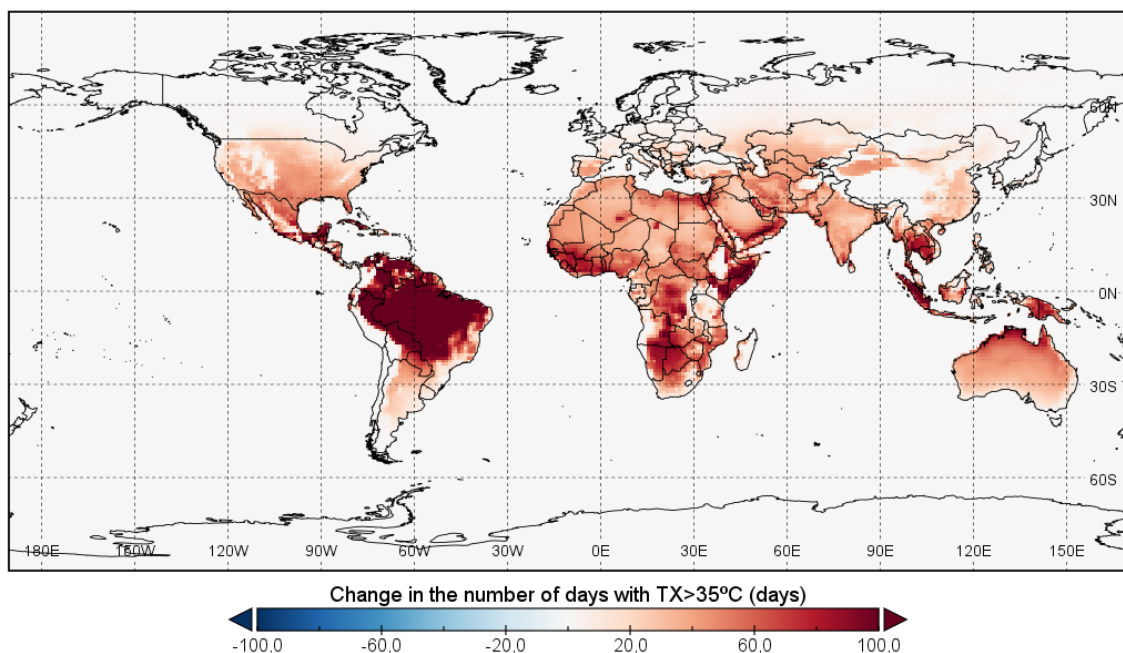 60N
30N
0N
30S
60S
180E 150W 120W 90W 60W 30W 0E 30E 60E 90E 120E 150E
Change in the number of days with TX>35ºC (days)
-100,0 -60,0 -20,0 20,0 60,0 100,0